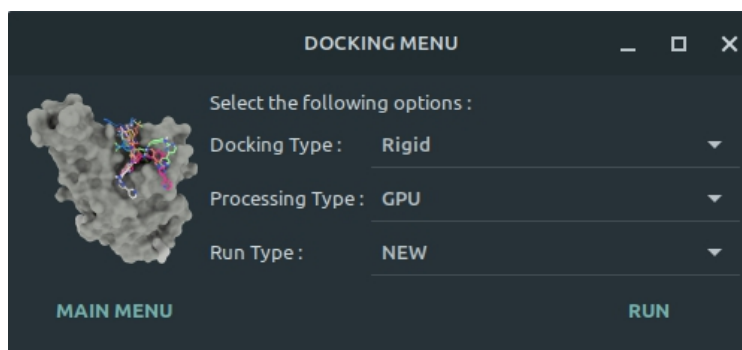 DOCKING MENU
Select the following options :
Docking Type : Rigid
Processing Type : GPU
Run Type : NEW
MAIN MENU RUN